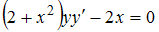 (2 + x²)yy′ − 2x = 0